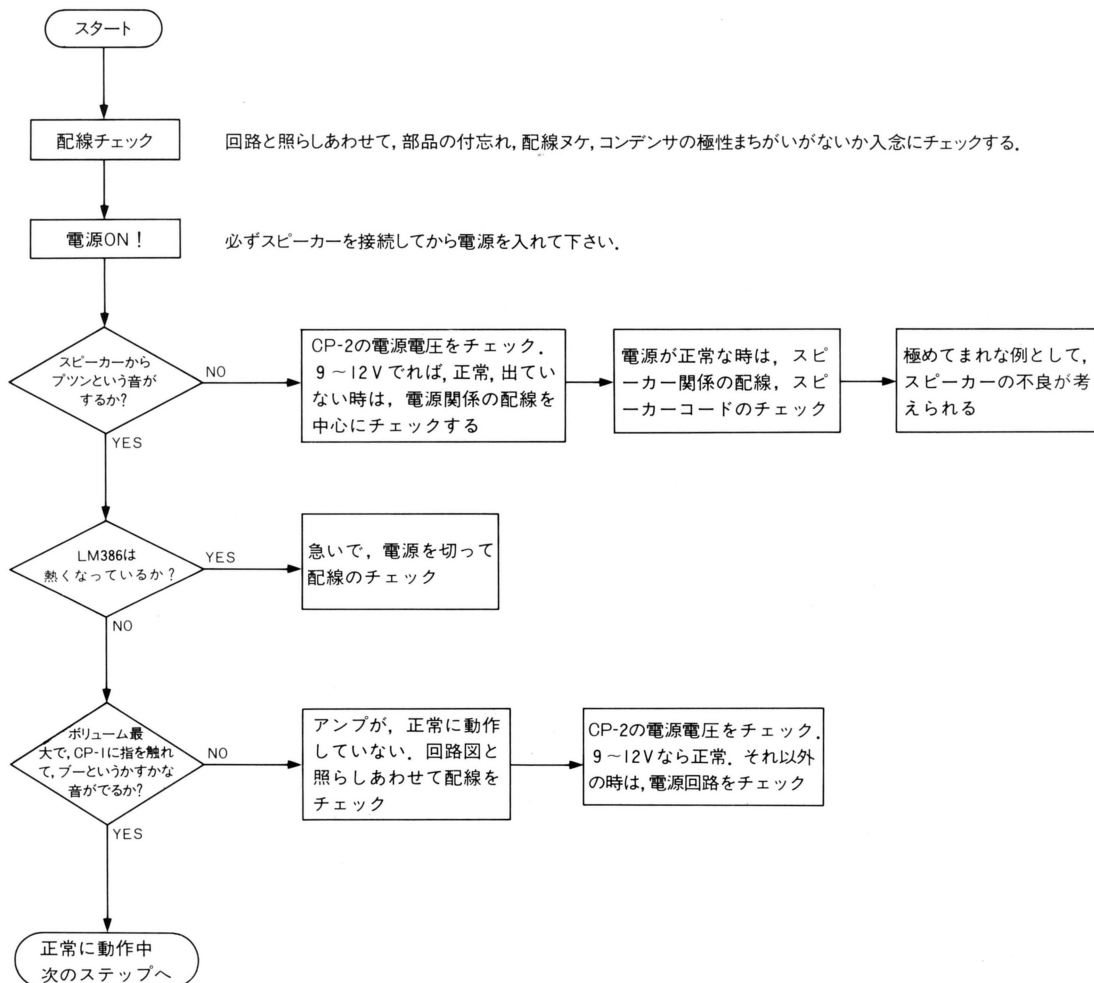 スタート
配線チェック
回路と照らしあわせて，部品の付忘れ，配線ヌケ，コンデンサの極性まちがいがないか入念にチェックする．
電源ON！
必ずスピーカーを接続してから電源を入れて下さい．
スピーカーから
プツンという音が
するか？
NO
CP-2の電源電圧をチェック．
9～12Vでれば，正常，出てい
ない時は，電源関係の配線を
中心にチェックする
電源が正常な時は，スピ
ーカー関係の配線，スピ
ーカーコードのチェック
極めてまれな例として，
スピーカーの不良が考
えられる
YES
LM386は
熱くなっているか？
YES
急いで，電源を切って
配線のチェック
NO
ボリューム最
大で，CP-1に指を触れ
て，ブーというかすかな
音がでるか？
NO
アンプが，正常に動作
していない．回路図と
照らしあわせて配線を
チェック
CP-2の電源電圧をチェック．
9～12Vなら正常．それ以外
の時は，電源回路をチェック
YES
正常に動作中
次のステップへ